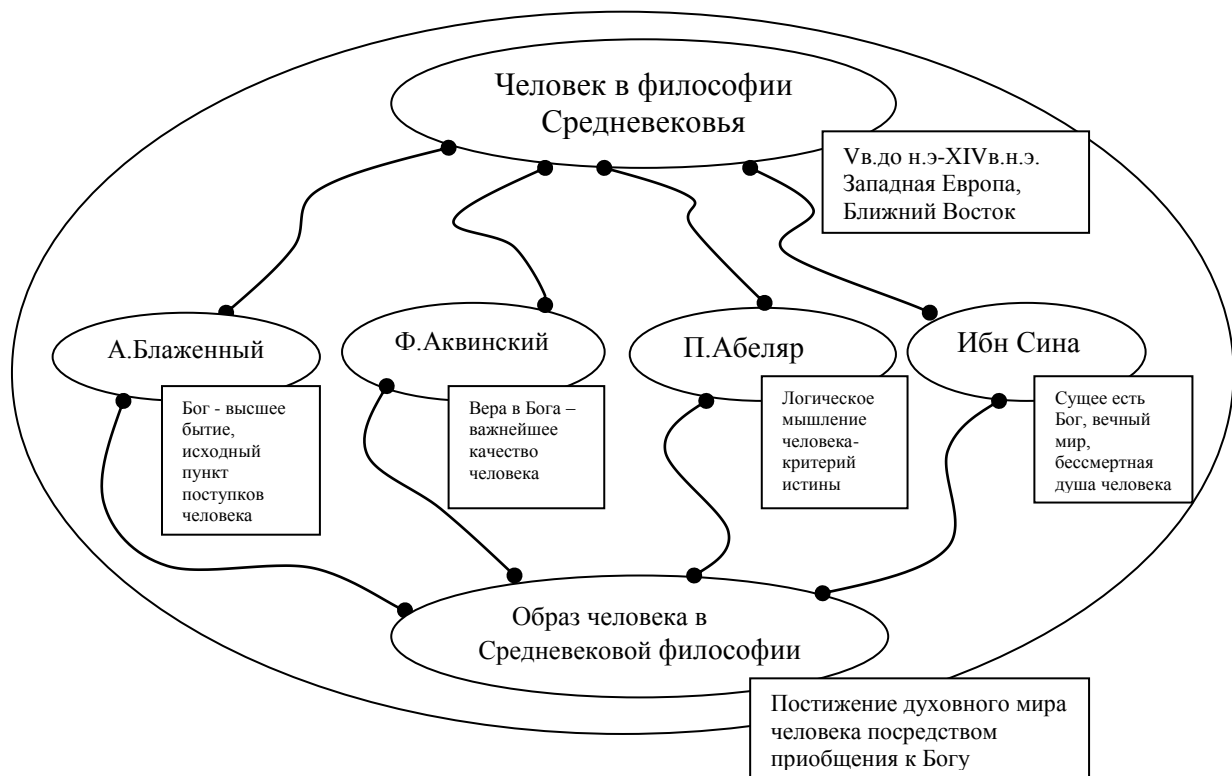 Человек в философии
Средневековья
Vв.до н.э-XIVв.н.э.
Западная Европа,
Ближний Восток
А.Блаженный
Ф.Аквинский
П.Абеляр
Ибн Сина
Бог - высшее
бытие,
исходный
пункт
поступков
человека
Вера в Бога –
важнейшее
качество
человека
Логическое
мышление
человека-
критерий
истины
Сущее есть
Бог, вечный
мир,
бессмертная
душа человека
Образ человека в
Средневековой философии
Постижение духовного мира
человека посредством
приобщения к Богу